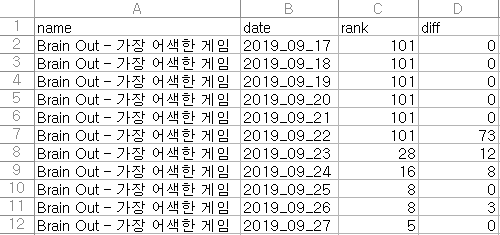 A B C D
1 name date rank diff
2 Brain Out – 가장 어색한 게임 2019_09_17 101 0
3 Brain Out – 가장 어색한 게임 2019_09_18 101 0
4 Brain Out – 가장 어색한 게임 2019_09_19 101 0
5 Brain Out – 가장 어색한 게임 2019_09_20 101 0
6 Brain Out – 가장 어색한 게임 2019_09_21 101 0
7 Brain Out – 가장 어색한 게임 2019_09_22 101 73
8 Brain Out – 가장 어색한 게임 2019_09_23 28 12
9 Brain Out – 가장 어색한 게임 2019_09_24 16 8
10 Brain Out – 가장 어색한 게임 2019_09_25 8 0
11 Brain Out – 가장 어색한 게임 2019_09_26 8 3
12 Brain Out – 가장 어색한 게임 2019_09_27 5 0